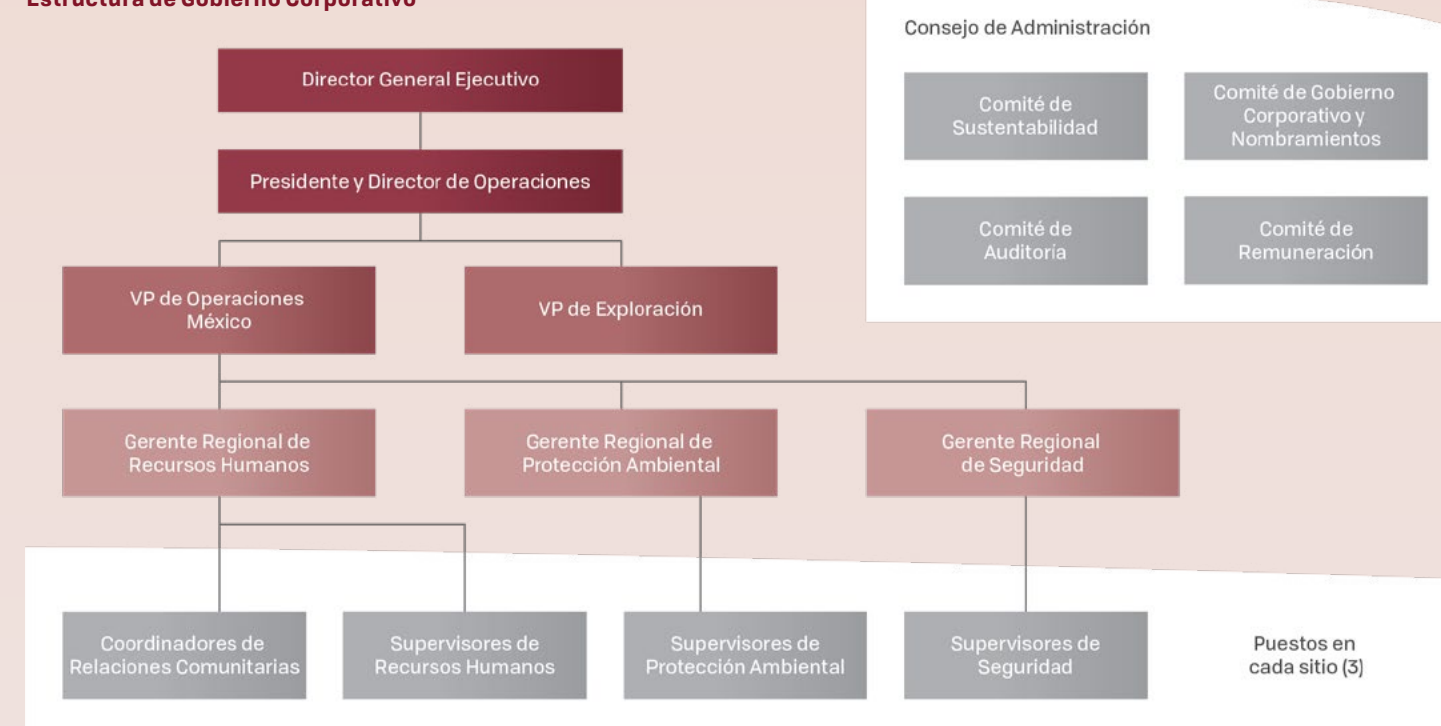 Estructura de Gobierno Corporativo
Consejo de Administración
Director General Ejecutivo
Presidente y Director de Operaciones
Comité de
Sustentabilidad
Comité de Gobierno
Corporativo y
Nombramientos
Comité de
Auditoría
Comité de
Remuneración
VP de Operaciones
México
VP de Exploración
Gerente Regional de
Recursos Humanos
Gerente Regional de
Protección Ambiental
Gerente Regional
de Seguridad
Coordinadores de
Relaciones Comunitarias
Supervisores de
Recursos Humanos
Supervisores de
Protección Ambiental
Supervisores de
Seguridad
Puestos en
cada sitio (3)